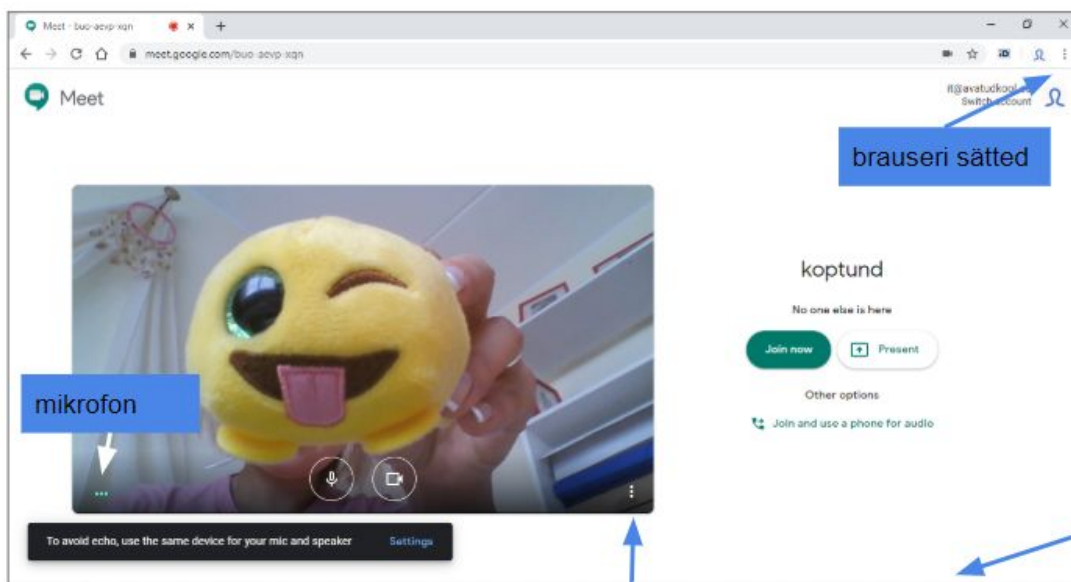 Meet - buo-aevp-xqn
meet.google.com/buo-aevp-xqn
Meet
Switch account
brauseri sätted
koptund
No one else is here
Join now
Present
Other options
Join and use a phone for audio
mikrofon
To avoid echo, use the same device for your mic and speaker
Settings